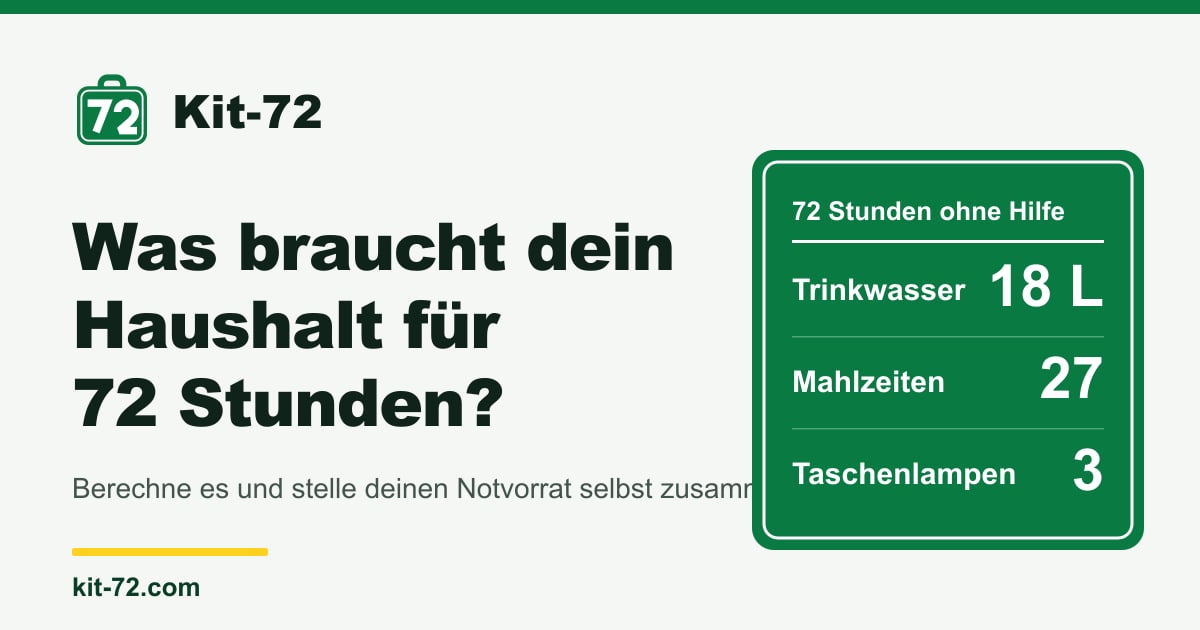 72
Kit-72
Was braucht dein
Haushalt für
72 Stunden?
Berechne es und stelle deinen Notvorrat selbst
kit-72.com
72 Stunden ohne Hilfe
Trinkwasser 18 L
Mahlzeiten 27
Taschenlampen 3